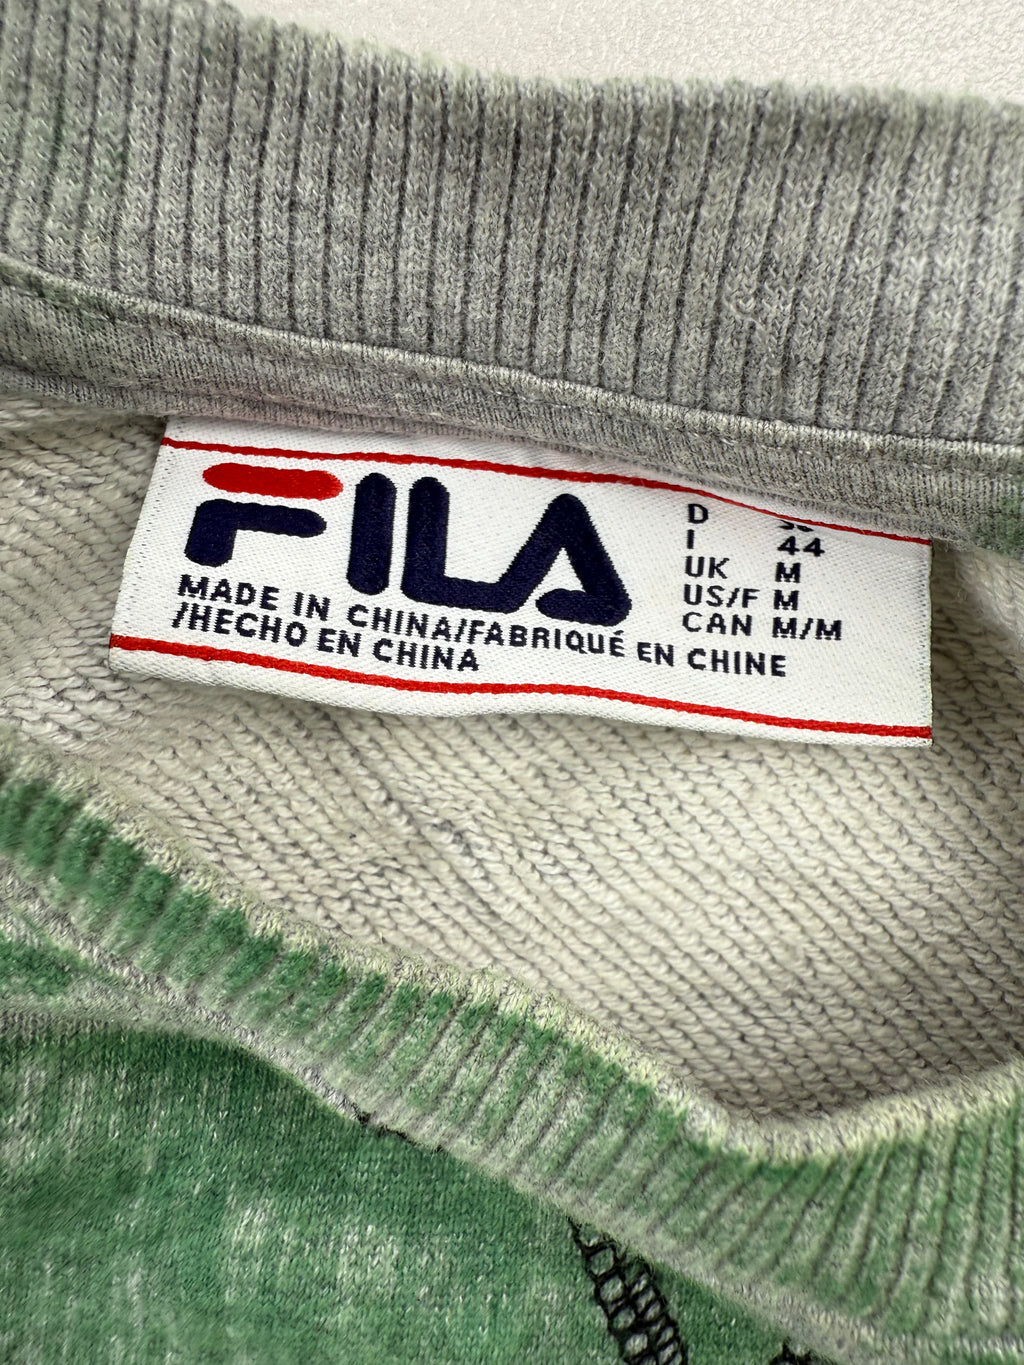 FILA
MADE IN CHINA/FABRIQUÉ EN CHINE
/HECHO EN CHINA
D
I 44
UK M
US/F M
CAN M/M